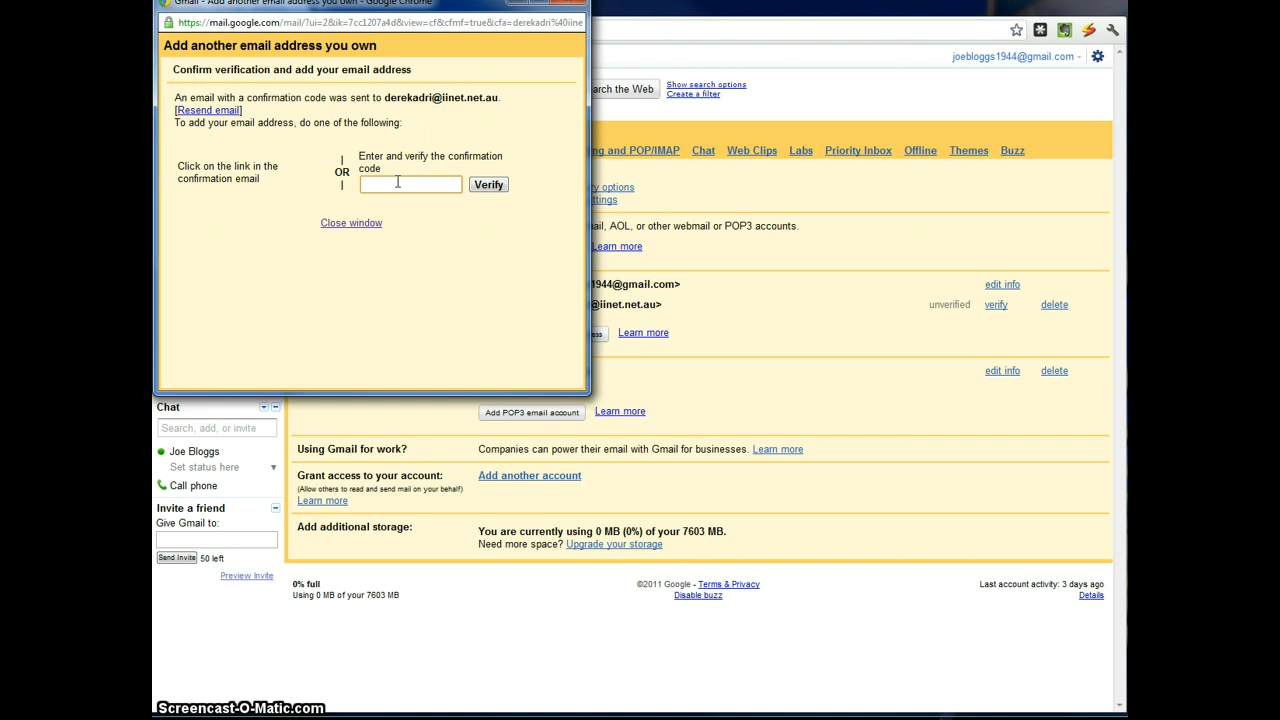 Gmail - Add another email address you own - Google Chrome
https://mail.google.com/mail/?ui=2&ik=7cc1207a4d&view=cf&cfmf=true&cfa=derekadri%40iine
Add another email address you own
Confirm verification and add your email address
An email with a confirmation code was sent to derekadri@iinet.net.au.
[Resend email]
To add your email address, do one of the following:
Click on the link in the
confirmation email
|
OR
|
Enter and verify the confirmation
code
Verify
Close window
joebloggs1944@gmail.com
arch the Web
Show search options
Create a filter
ng and POP/IMAP Chat Web Clips Labs Priority Inbox Offline Themes Buzz
ry options
ttings
ail, AOL, or other webmail or POP3 accounts.
Learn more
1944@gmail.com> edit info
@iinet.net.au> unverified verify delete
ess Learn more
edit info delete
Add POP3 email account Learn more
Chat
Search, add, or invite
Joe Bloggs
Set status here
Call phone
Invite a friend
Give Gmail to:
Send Invite 50 left
Preview Invite
Using Gmail for work? Companies can power their email with Gmail for businesses. Learn more
Grant access to your account: Add another account
(Allow others to read and send mail on your behalf)
Learn more
Add additional storage: You are currently using 0 MB (0%) of your 7603 MB.
Need more space? Upgrade your storage
0% full
Using 0 MB of your 7603 MB
©2011 Google - Terms & Privacy
Disable buzz
Last account activity: 3 days ago
Details
Screencast-O-Matic.com